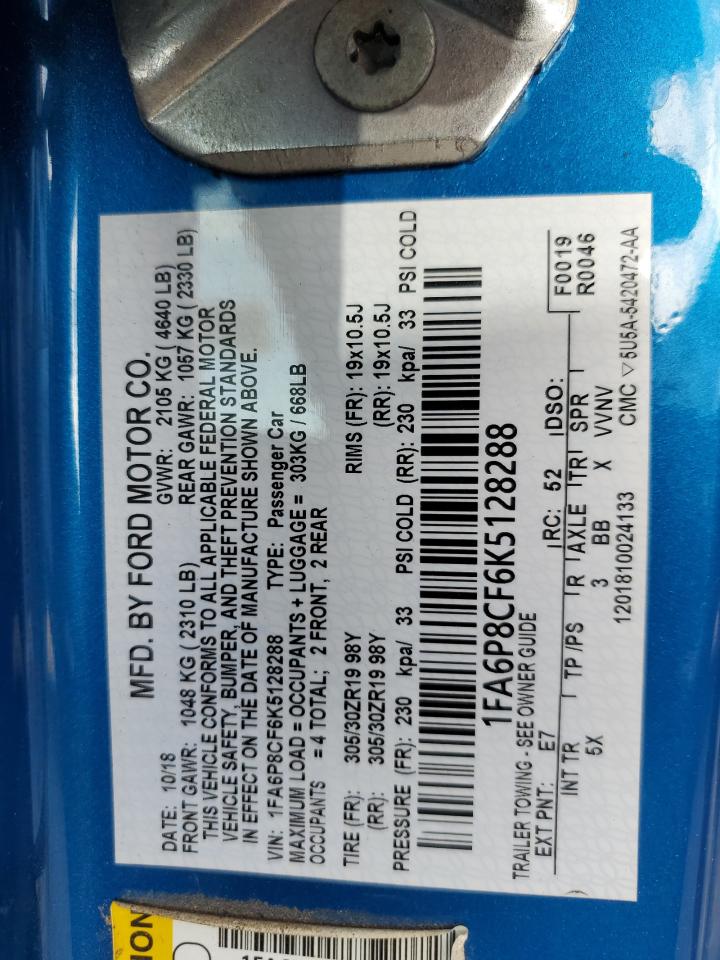 MFD. BY FORD MOTOR CO.
DATE: 10/18 GVWR: 2105 KG ( 4640 LB)
FRONT GAWR: 1048 KG ( 2310 LB) REAR GAWR: 1057 KG ( 2330 LB)
THIS VEHICLE CONFORMS TO ALL APPLICABLE FEDERAL MOTOR
VEHICLE SAFETY, BUMPER, AND THEFT PREVENTION STANDARDS
IN EFFECT ON THE DATE OF MANUFACTURE SHOWN ABOVE.
VIN: 1FA6P8CF6K5128288 TYPE: Passenger Car
MAXIMUM LOAD = OCCUPANTS + LUGGAGE = 303KG / 668LB
OCCUPANTS = 4 TOTAL; 2 FRONT, 2 REAR
TIRE (FR): 305/30ZR19 98Y RIMS (FR): 19x10.5J
(RR): 305/30ZR19 98Y (RR): 19x10.5J
PRESSURE (FR): 230 kpa/ 33 PSI COLD (RR): 230 kpa/ 33 PSI COLD
1FA6P8CF6K5128288
TRAILER TOWING - SEE OWNER GUIDE
EXT PNT: E7 RC: 52 DSO: F0019
INT TR TP /PS R AXLE TR SPR R0046
5X 3 BB X VVNV
1201810024133 CMC ▽ 5U5A-5420472-AA
ION